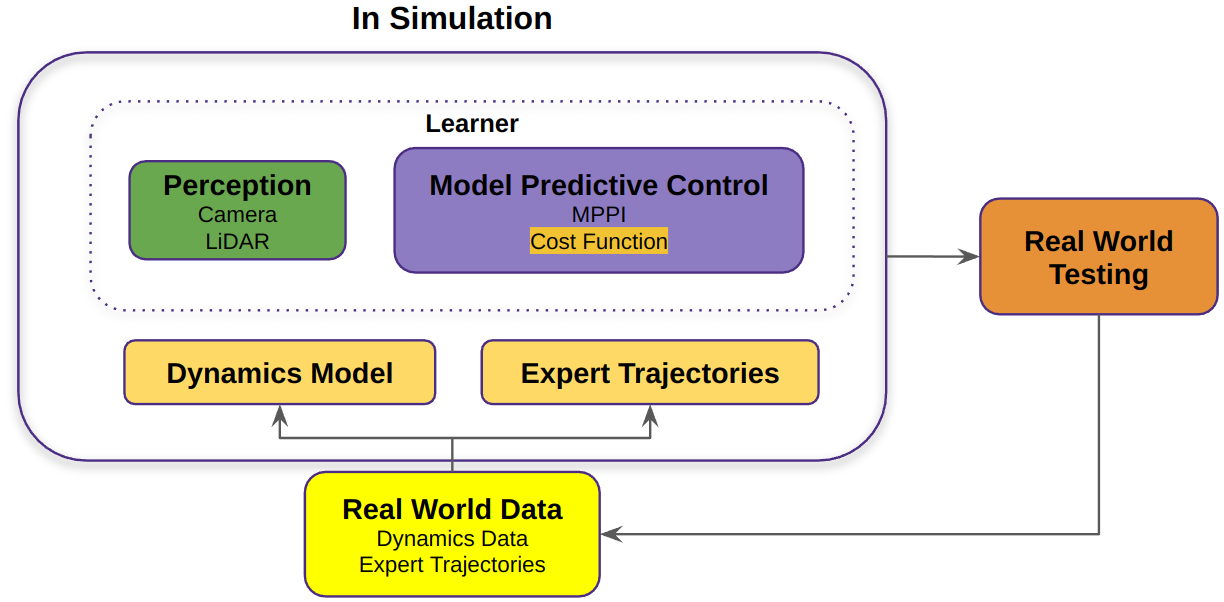 In Simulation
Learner
Perception
Camera
LiDAR
Model Predictive Control
MPPI
Cost Function
Real World
Testing
Dynamics Model
Expert Trajectories
Real World Data
Dynamics Data
Expert Trajectories